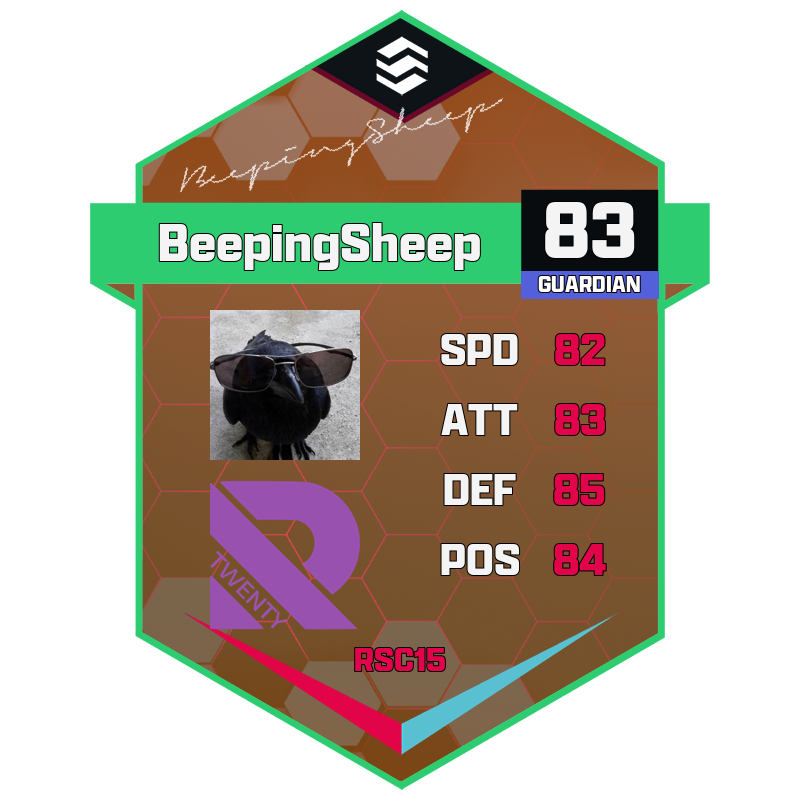 BeepingSheep
BeepingSheep
83
GUARDIAN
SPD 82
ATT 83
DEF 85
POS 84
TWENTY
RSC15